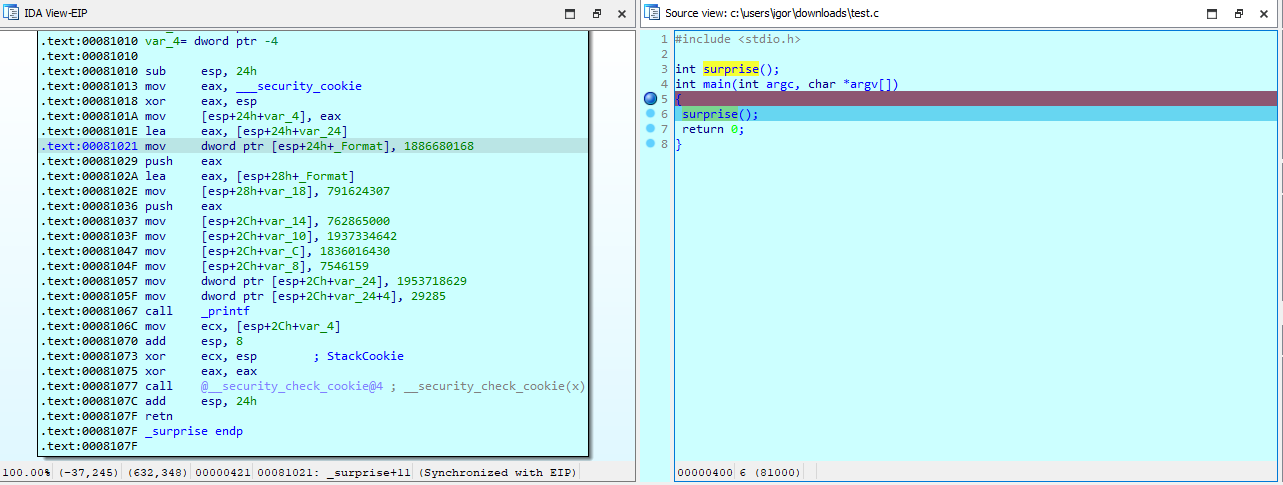 IDA View-EIP
.text:00081010 var_4= dword ptr -4
.text:00081010
.text:00081010 sub     esp, 24h
.text:00081013 mov     eax, ___security_cookie
.text:00081018 xor     eax, esp
.text:0008101A mov     [esp+24h+var_4], eax
.text:0008101E lea     eax, [esp+24h+var_24]
.text:00081021 mov     dword ptr [esp+24h+_Format], 1886680168
.text:00081029 push    eax
.text:0008102A lea     eax, [esp+28h+_Format]
.text:0008102E mov     [esp+28h+var_18], 791624307
.text:00081036 push    eax
.text:00081037 mov     [esp+2Ch+var_14], 762865000
.text:0008103F mov     [esp+2Ch+var_10], 1937334642
.text:00081047 mov     [esp+2Ch+var_C], 1836016430
.text:0008104F mov     [esp+2Ch+var_8], 7546159
.text:00081057 mov     dword ptr [esp+2Ch+var_24], 1953718629
.text:0008105F mov     dword ptr [esp+2Ch+var_24+4], 29285
.text:00081067 call    _printf
.text:0008106C mov     ecx, [esp+2Ch+var_4]
.text:00081070 add     esp, 8
.text:00081073 xor     ecx, esp        ; StackCookie
.text:00081075 xor     eax, eax
.text:00081077 call    @__security_check_cookie@4 ; __security_check_cookie(x)
.text:0008107C add     esp, 24h
.text:0008107F retn
.text:0008107F _surprise endp
.text:0008107F
100.00% (-37,245) (632,348) 00000421 00081021: _surprise+11 (Synchronized with EIP)
Source view: c:\users\igor\downloads\test.c
1 #include <stdio.h>
2
3 int surprise();
4 int main(int argc, char *argv[])
5 {
6  surprise();
7  return 0;
8 }
00000400 6 (81000)